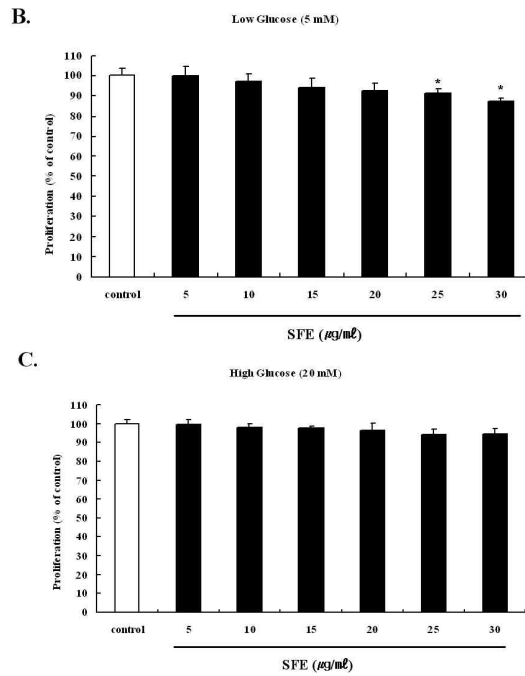 B.
Low Glucose (5 mM)
Proliferation (% of control)
110
100
90
80
70
60
50
40
30
20
10
0
* *
control 5 10 15 20 25 30
SFE (㎍/㎖)
C.
High Glucose (20 mM)
Proliferation (% of control)
110
100
90
80
70
60
50
40
30
20
10
0
control 5 10 15 20 25 30
SFE (㎍/㎖)